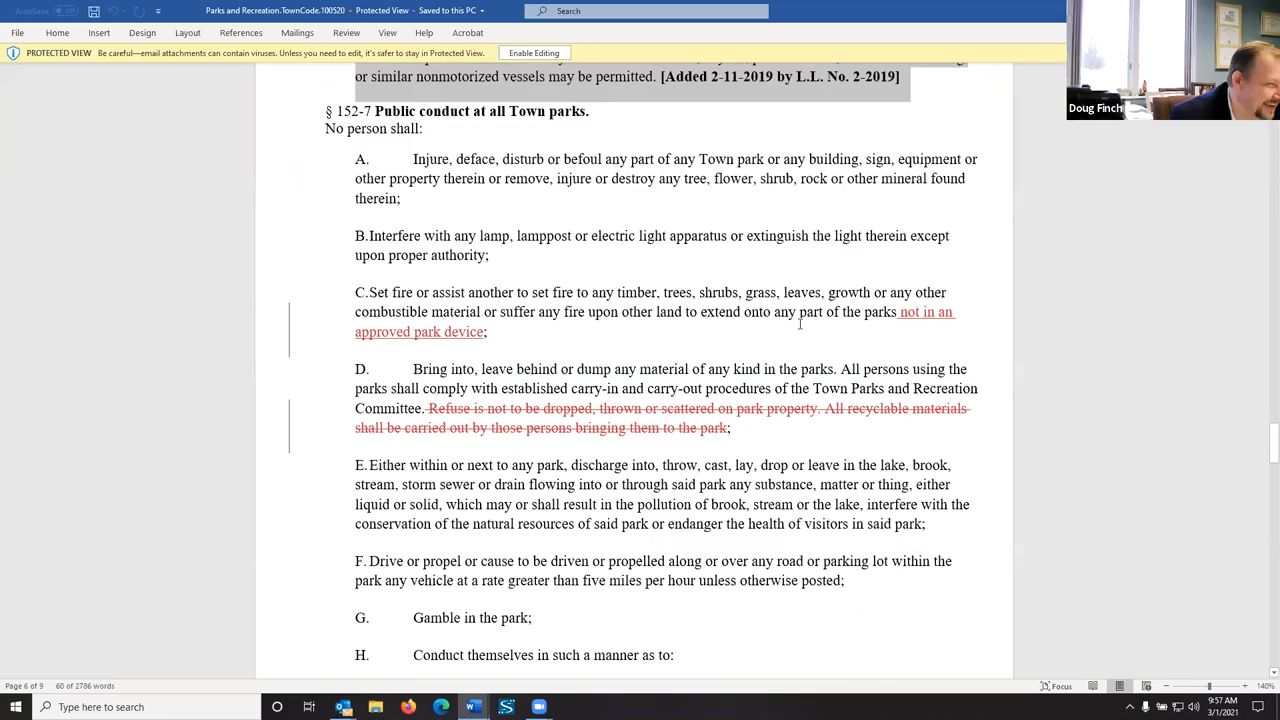 AutoSave Off
Parks and Recreation.TownCode.100520 - Protected View - Saved to this PC
Search
File Home Insert Design Layout References Mailings Review View Help Acrobat
PROTECTED VIEW Be careful—email attachments can contain viruses. Unless you need to edit, it's safer to stay in Protected View. Enable Editing
Doug Finch
or similar nonmotorized vessels may be permitted. [Added 2-11-2019 by L.L. No. 2-2019]
§ 152-7 Public conduct at all Town parks.
No person shall:
A. Injure, deface, disturb or befoul any part of any Town park or any building, sign, equipment or
other property therein or remove, injure or destroy any tree, flower, shrub, rock or other mineral found
therein;
B.Interfere with any lamp, lamppost or electric light apparatus or extinguish the light therein except
upon proper authority;
C.Set fire or assist another to set fire to any timber, trees, shrubs, grass, leaves, growth or any other
combustible material or suffer any fire upon other land to extend onto any part of the parks not in an
approved park device;
D. Bring into, leave behind or dump any material of any kind in the parks. All persons using the
parks shall comply with established carry-in and carry-out procedures of the Town Parks and Recreation
Committee. Refuse is not to be dropped, thrown or scattered on park property. All recyclable materials
shall be carried out by those persons bringing them to the park;
E.Either within or next to any park, discharge into, throw, cast, lay, drop or leave in the lake, brook,
stream, storm sewer or drain flowing into or through said park any substance, matter or thing, either
liquid or solid, which may or shall result in the pollution of brook, stream or the lake, interfere with the
conservation of the natural resources of said park or endanger the health of visitors in said park;
F. Drive or propel or cause to be driven or propelled along or over any road or parking lot within the
park any vehicle at a rate greater than five miles per hour unless otherwise posted;
G. Gamble in the park;
H. Conduct themselves in such a manner as to:
Page 6 of 9 60 of 2786 words Focus 140%
Type here to search
9:57 AM
3/1/2021